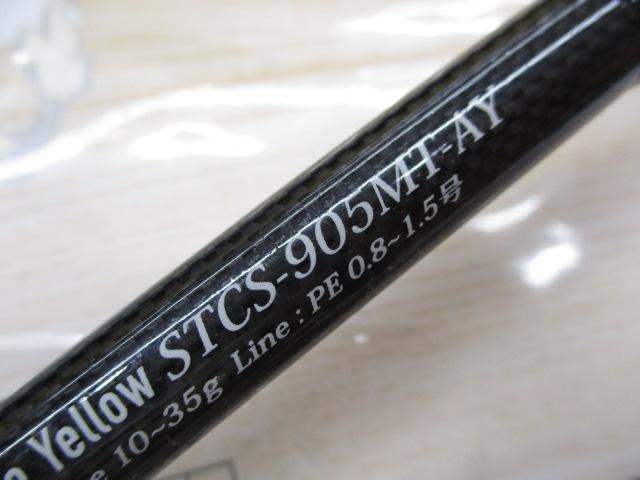 Yellow STCS-905MT-AY
10~35g Line : PE 0.8~1.5号